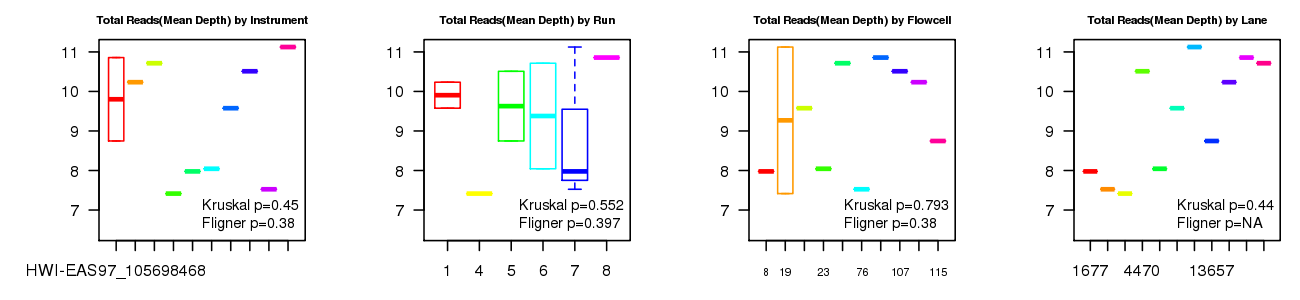 Total Reads(Mean Depth) by Instrument
11
10
9
8
7
Kruskal p=0.45
Fligner p=0.38
HWI-EAS97_105698468
Total Reads(Mean Depth) by Run
11
10
9
8
7
Kruskal p=0.552
Fligner p=0.397
1 4 5 6 7 8
Total Reads(Mean Depth) by Flowcell
11
10
9
8
7
Kruskal p=0.793
Fligner p=0.38
8 19 23 76 107 115
Total Reads(Mean Depth) by Lane
11
10
9
8
7
Kruskal p=0.44
Fligner p=NA
1677 4470 13657